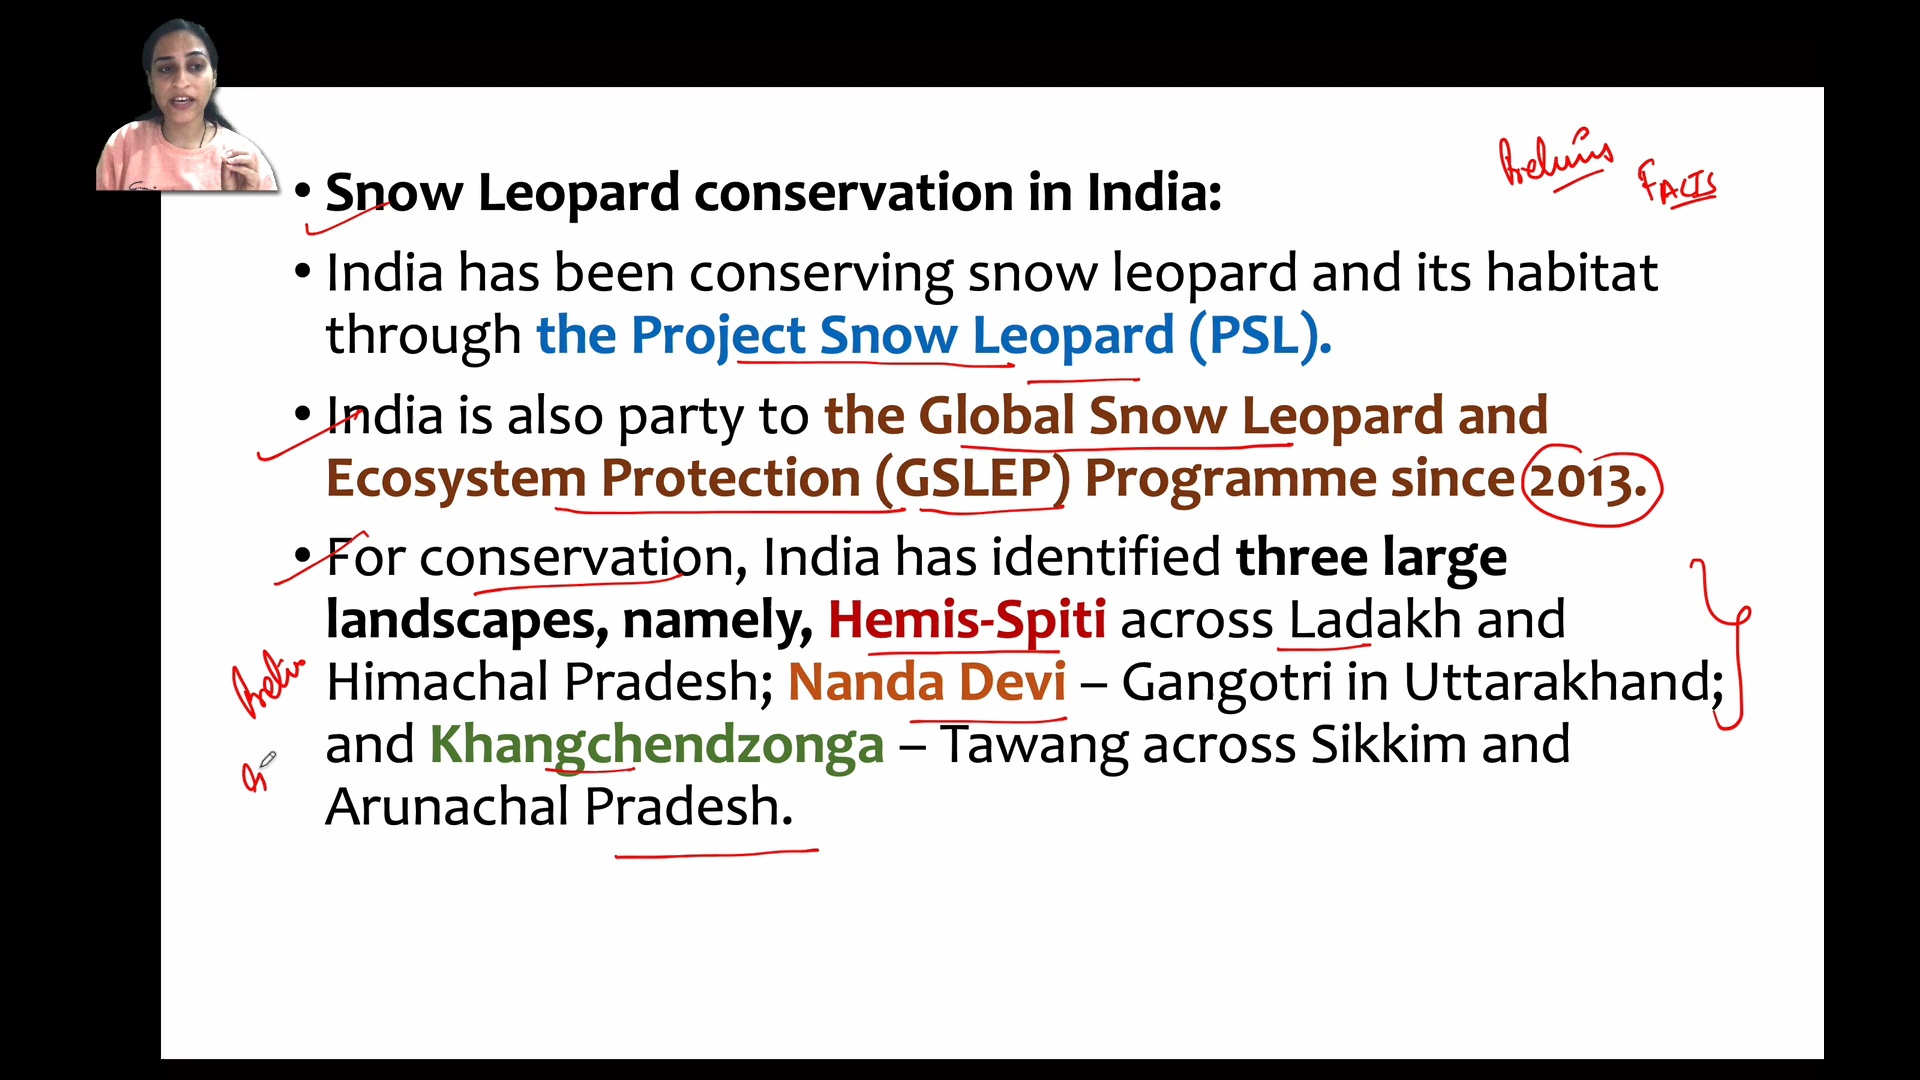 Prelims
FACTS
• Snow Leopard conservation in India:
• India has been conserving snow leopard and its habitat
through the Project Snow Leopard (PSL).
• India is also party to the Global Snow Leopard and
Ecosystem Protection (GSLEP) Programme since 2013.
• For conservation, India has identified three large
landscapes, namely, Hemis-Spiti across Ladakh and
Himachal Pradesh; Nanda Devi – Gangotri in Uttarakhand;
and Khangchendzonga – Tawang across Sikkim and
Arunachal Pradesh.